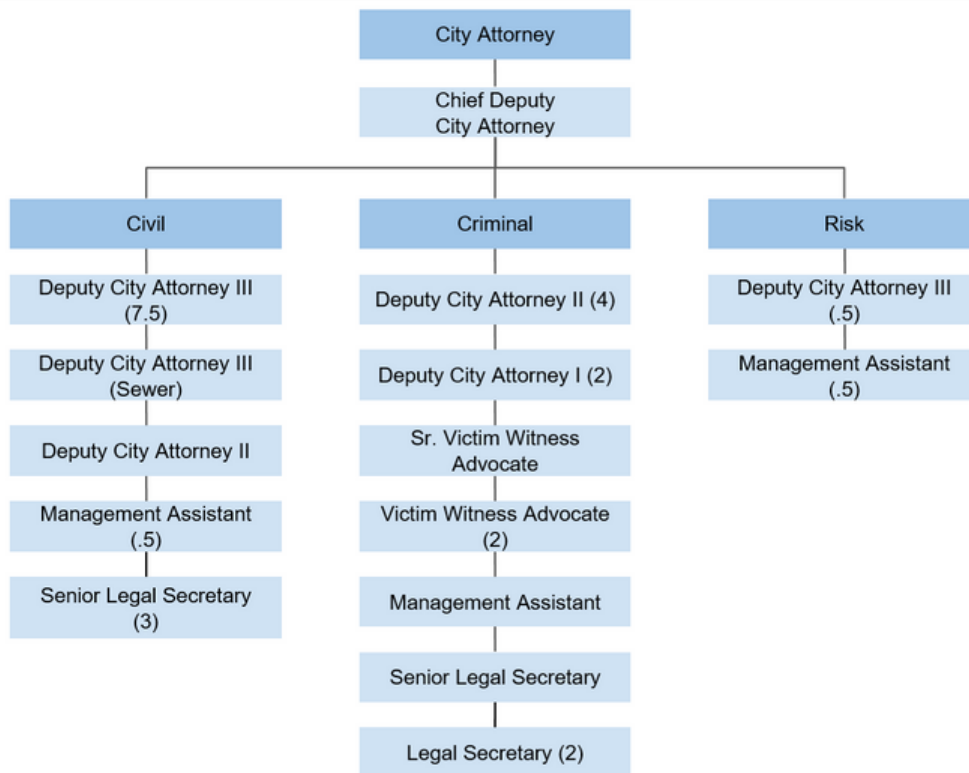 City Attorney
Chief Deputy
City Attorney
Civil
Deputy City Attorney III
(7.5)
Deputy City Attorney III
(Sewer)
Deputy City Attorney II
Management Assistant
(.5)
Senior Legal Secretary
(3)
Criminal
Deputy City Attorney II (4)
Deputy City Attorney I (2)
Sr. Victim Witness
Advocate
Victim Witness Advocate
(2)
Management Assistant
Senior Legal Secretary
Legal Secretary (2)
Risk
Deputy City Attorney III
(.5)
Management Assistant
(.5)